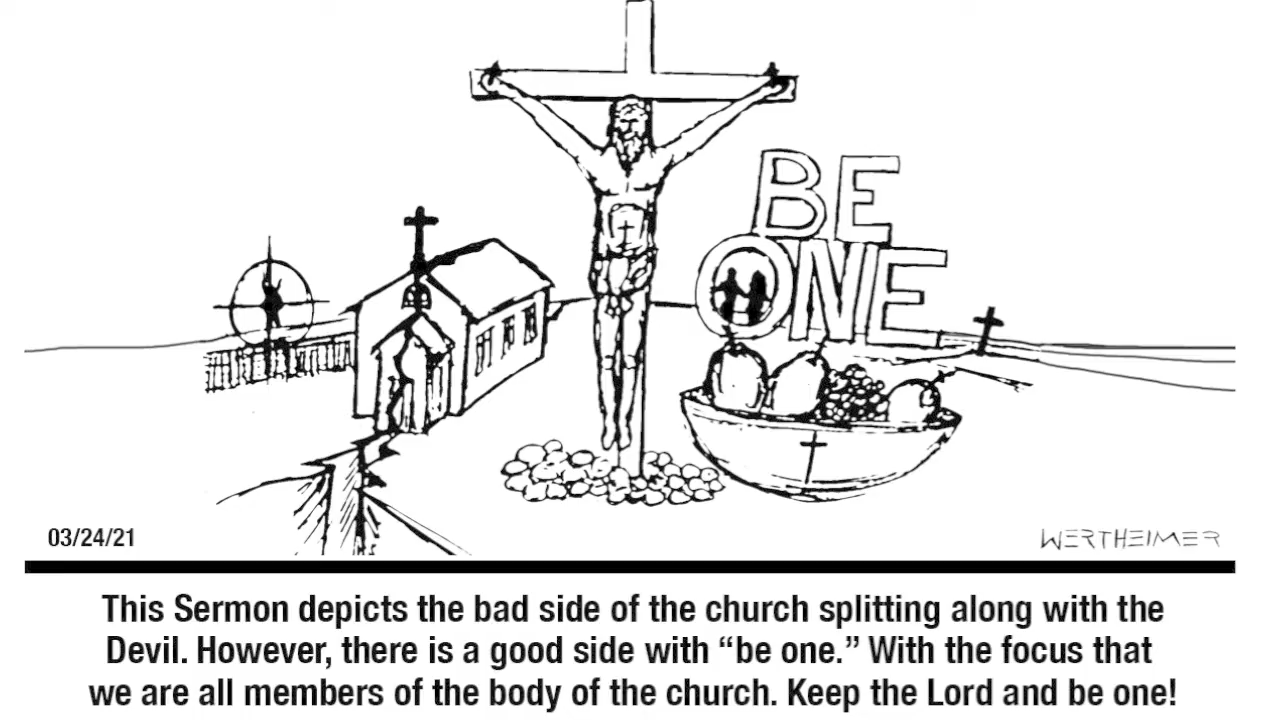 BE
ONE
03/24/21
WERTHEIMER
This Sermon depicts the bad side of the church splitting along with the
Devil. However, there is a good side with “be one.” With the focus that
we are all members of the body of the church. Keep the Lord and be one!